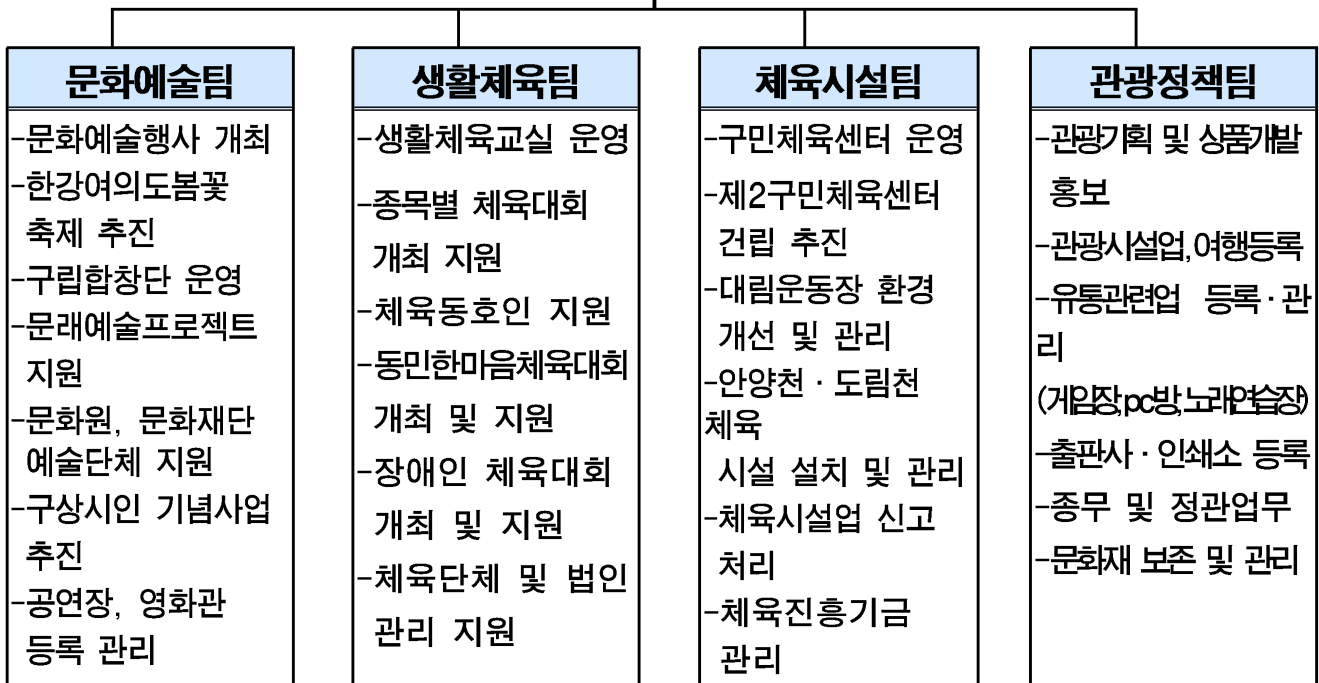 문화예술팀
-문화예술행사 개최
-한강여의도봄꽃
축제 추진
-구립합창단 운영
-문래예술프로젝트
지원
-문화원, 문화재단
예술단체 지원
-구상시인 기념사업
추진
-공연장, 영화관
등록 관리
생활체육팀
-생활체육교실 운영
-종목별 체육대회
개최 지원
-체육동호인 지원
-동민한마음체육대회
개최 및 지원
-장애인 체육대회
개최 및 지원
-체육단체 및 법인
관리 지원
체육시설팀
-구민체육센터 운영
-제2구민체육센터
건립 추진
-대림운동장 환경
개선 및 관리
-안양천·도림천
체육
시설 설치 및 관리
-체육시설업 신고
처리
-체육진흥기금
관리
관광정책팀
-관광기획 및 상품개발
홍보
-관광시설업,여행등록
-유통관련업 등록·관
리
(게임장,pc방,노래연습장)
-출판사·인쇄소 등록
-종무 및 정관업무
-문화재 보존 및 관리